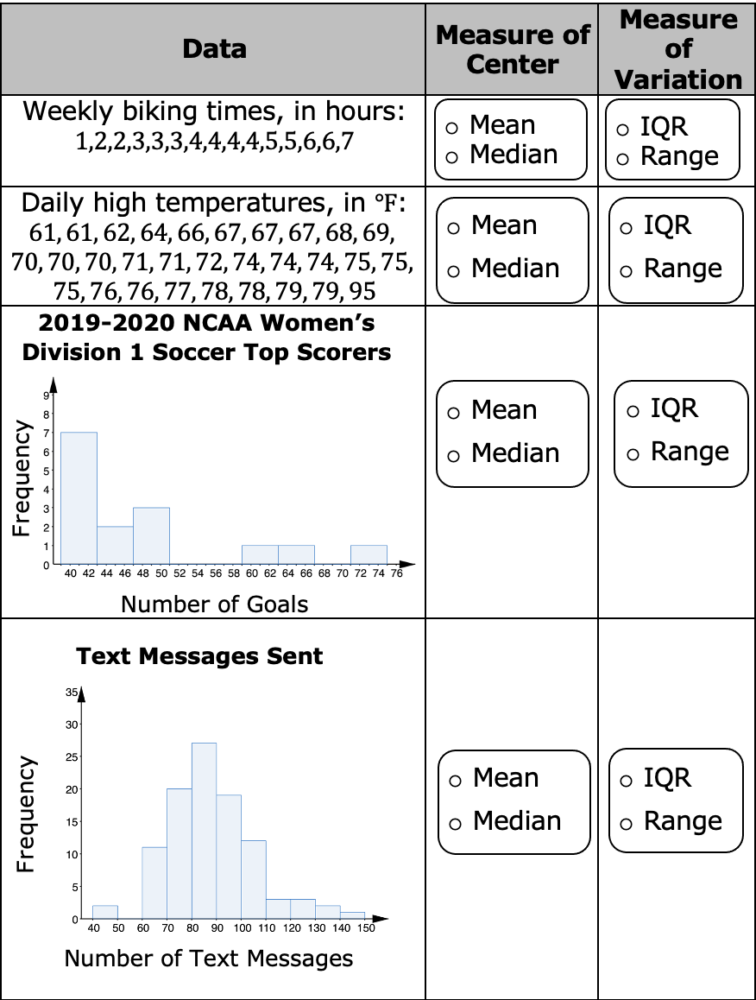 Data
Measure of
Center
Measure
of
Variation
Weekly biking times, in hours:
1,2,2,3,3,3,4,4,4,4,5,5,6,6,7
○ Mean
○ Median
○ IQR
○ Range
Daily high temperatures, in °F:
61, 61, 62, 64, 66, 67, 67, 67, 68, 69,
70, 70, 70, 71, 71, 72, 74, 74, 74, 75, 75,
75, 76, 76, 77, 78, 78, 79, 79, 95
○ Mean
○ Median
○ IQR
○ Range
2019-2020 NCAA Women’s
Division 1 Soccer Top Scorers
9
8
7
6
5
4
3
2
1
0
Frequency
40 42 44 46 48 50 52 54 56 58 60 62 64 66 68 70 72 74 76
Number of Goals
○ Mean
○ Median
○ IQR
○ Range
Text Messages Sent
35
30
25
20
15
10
5
0
Frequency
40 50 60 70 80 90 100 110 120 130 140 150
Number of Text Messages
○ Mean
○ Median
○ IQR
○ Range